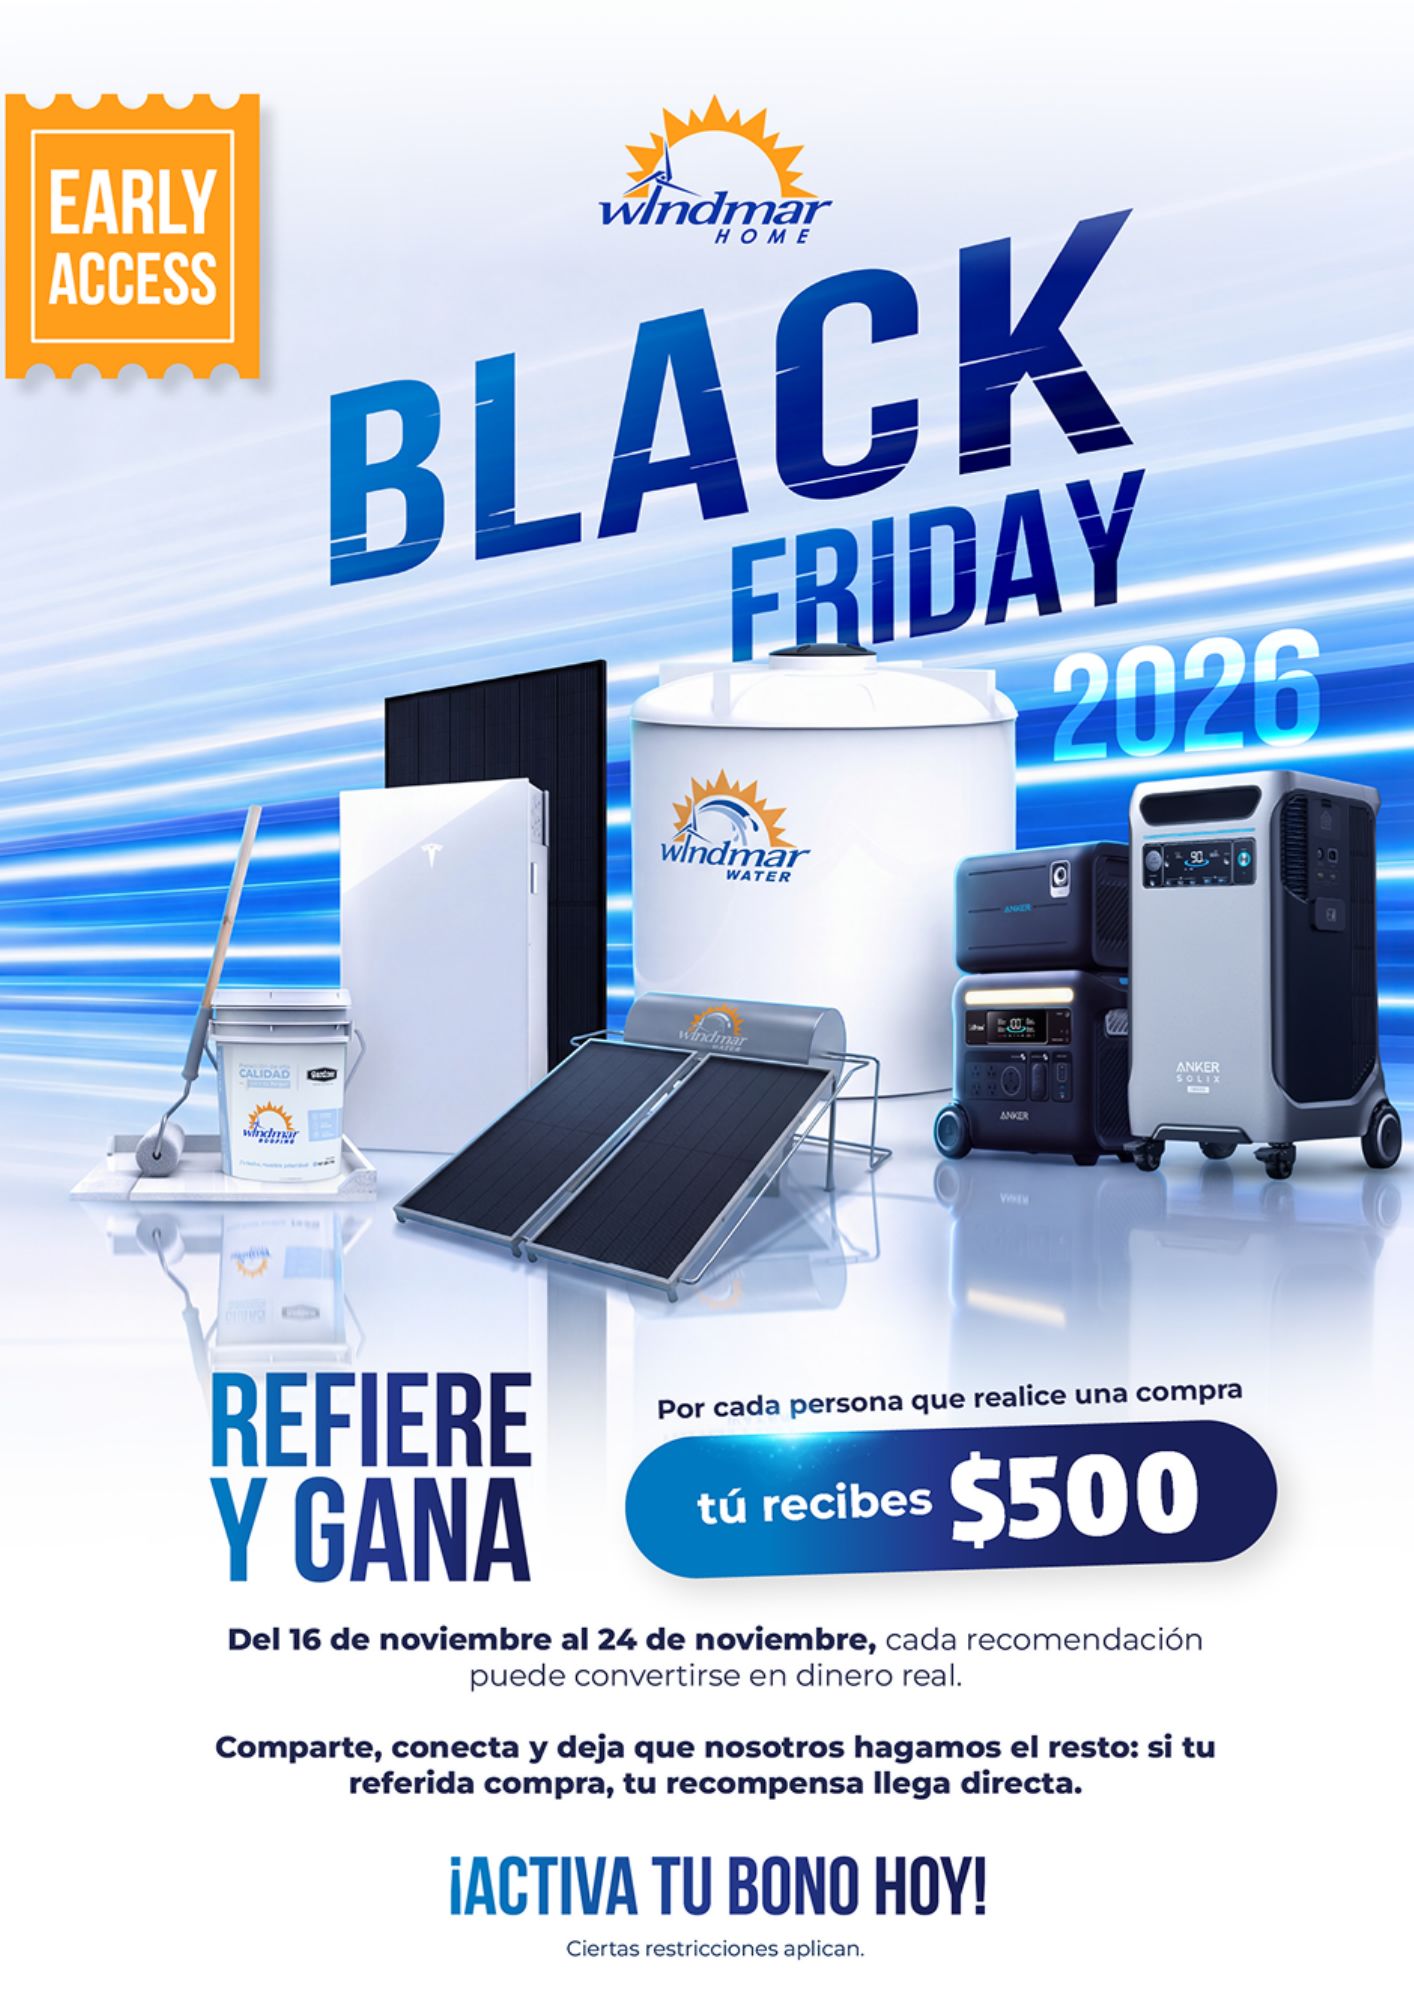 EARLY
ACCESS
wIndmar
HOME
BLACK
FRIDAY
2026
wIndmar
WATER
90
ANKER
wIndmar
WATER
ANKER
SOLIX
ANKER
CALIDAD
Gardner
wIndmar
ROOFING
REFIERE
Y GANA
Por cada persona que realice una compra
tú recibes $500
Del 16 de noviembre al 24 de noviembre, cada recomendación
puede convertirse en dinero real.
Comparte, conecta y deja que nosotros hagamos el resto: si tu
referida compra, tu recompensa llega directa.
¡ACTIVA TU BONO HOY!
Ciertas restricciones aplican.